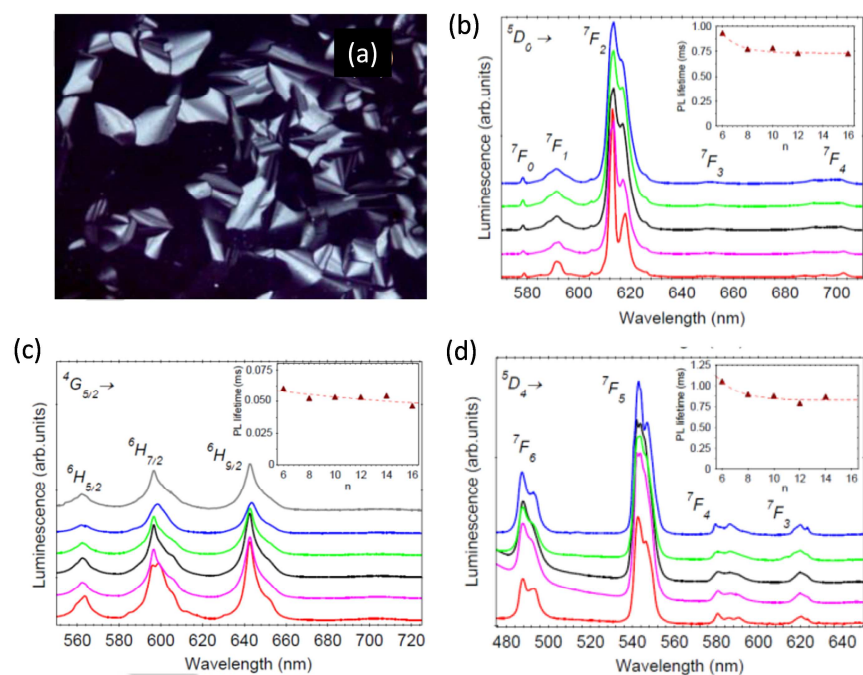 (a)
(b)
⁵D₀ →
⁷F₂
⁷F₀
⁷F₁
⁷F₃
⁷F₄
Luminescence (arb.units)
580 600 620 640 660 680 700
Wavelength (nm)
PL lifetime (ms)
1.00
0.75
0.50
0.25
0
6 8 10 12 14 16
n
(c)
⁴G₅/₂→
⁶H₅/₂
⁶H₇/₂
⁶H₉/₂
Luminescence (arb.units)
560 580 600 620 640 660 680 700 720
Wavelength (nm)
PL lifetime (ms)
0.075
0.050
0.025
0
6 8 10 12 14 16
n
(d)
⁵D₄→
⁷F₆
⁷F₅
⁷F₄
⁷F₃
Luminescence (arb.units)
480 500 520 540 560 580 600 620 640
Wavelength (nm)
PL lifetime (ms)
1.25
1.00
0.75
0.50
0.25
0
6 8 10 12 14 16
n